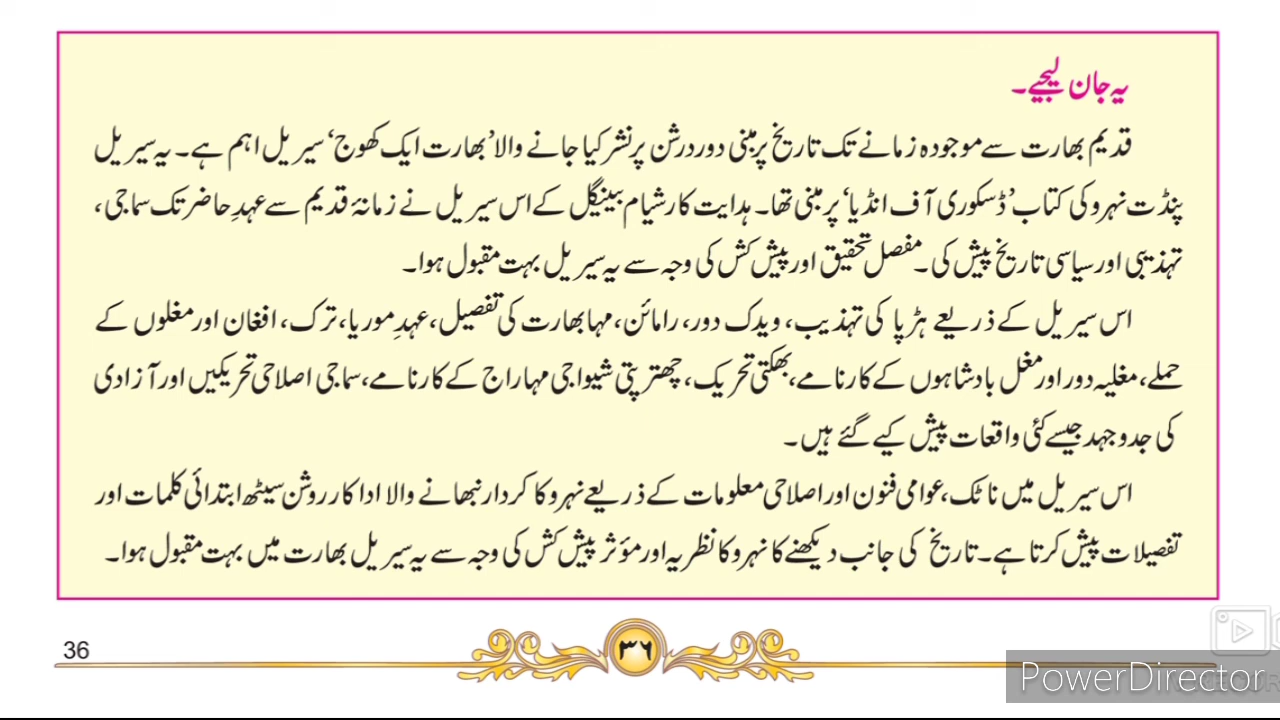 یہ جان لیجیے۔
قدیم بھارت سے موجودہ زمانے تک تاریخ پر مبنی دور درشن پر نشر کیا جانے والا 'بھارت ایک کھوج' سیریل اہم ہے۔ یہ سیریل
پنڈت نہرو کی کتاب 'ڈسکوری آف انڈیا' پر مبنی تھا۔ ہدایت کار شیام بینیگل کے اس سیریل نے زمانۂ قدیم سے عہدِ حاضر تک سماجی،
تہذیبی اور سیاسی تاریخ پیش کی۔ مفصل تحقیق اور پیش کش کی وجہ سے یہ سیریل بہت مقبول ہوا۔
اس سیریل کے ذریعے ہڑپا کی تہذیب، ویدک دور، رامائن، مہابھارت کی تفصیل، عہدِ موریا، ترک، افغان اور مغلوں کے
حملے، مغلیہ دور اور مغل بادشاہوں کے کارنامے، بھکتی تحریک، چھترپتی شیواجی مہاراج کے کارنامے، سماجی اصلاحی تحریکیں اور آزادی
کی جدوجہد جیسے کئی واقعات پیش کیے گئے ہیں۔
اس سیریل میں ناٹک، عوامی فنون اور اصلاحی معلومات کے ذریعے نہرو کا کردار نبھانے والا اداکار روشن سیٹھ ابتدائی کلمات اور
تفصیلات پیش کرتا ہے۔ تاریخ کی جانب دیکھنے کا نہرو کا نظریہ اور مؤثر پیش کش کی وجہ سے یہ سیریل بھارت میں بہت مقبول ہوا۔
36
۳۶
PowerDirector